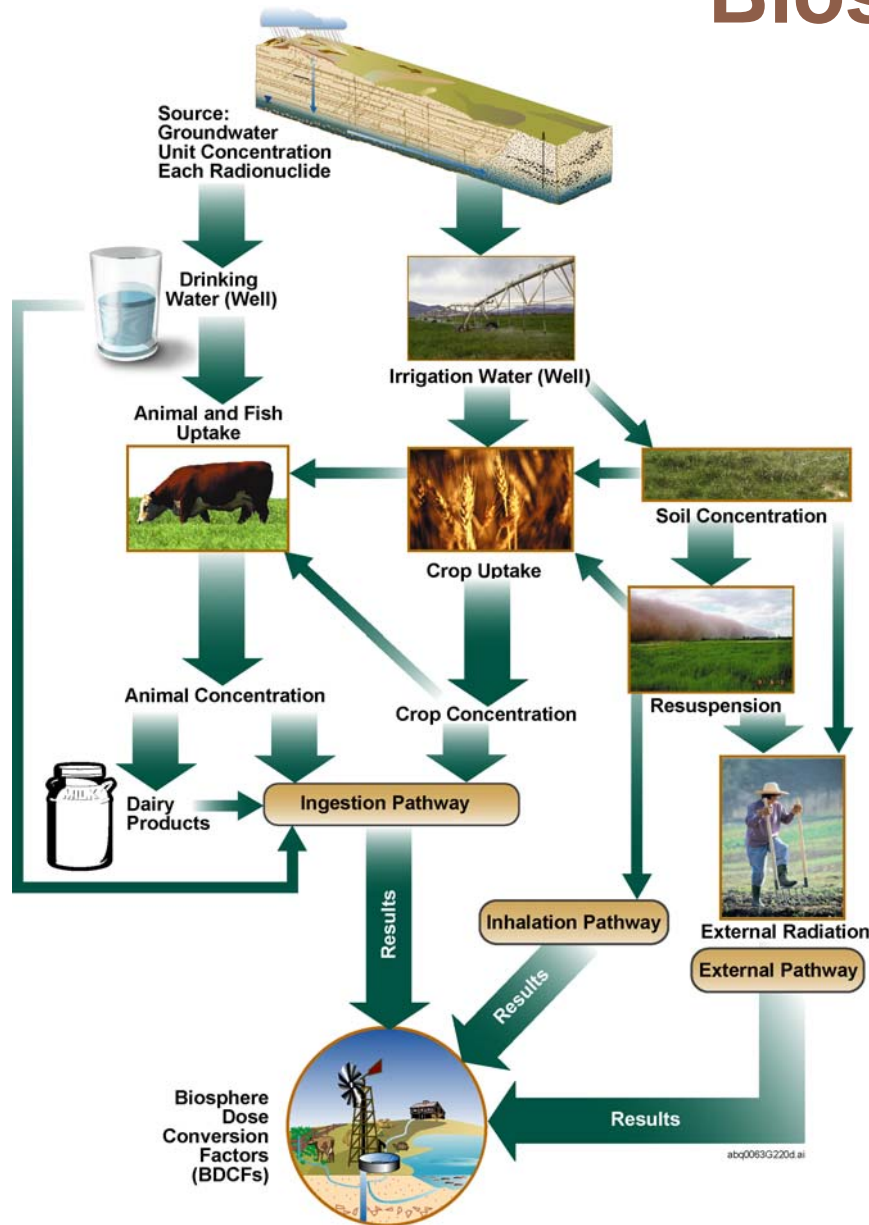 Bios
Source:
Groundwater
Unit Concentration
Each Radionuclide
Drinking
Water (Well)
Irrigation Water (Well)
Animal and Fish
Uptake
Soil Concentration
Crop Uptake
Animal Concentration
Crop Concentration
Resuspension
MILK
Dairy
Products
Ingestion Pathway
Results
Inhalation Pathway
External Radiation
External Pathway
Results
Biosphere
Dose
Conversion
Factors
(BDCFs)
Results
abq0063G220d.ai